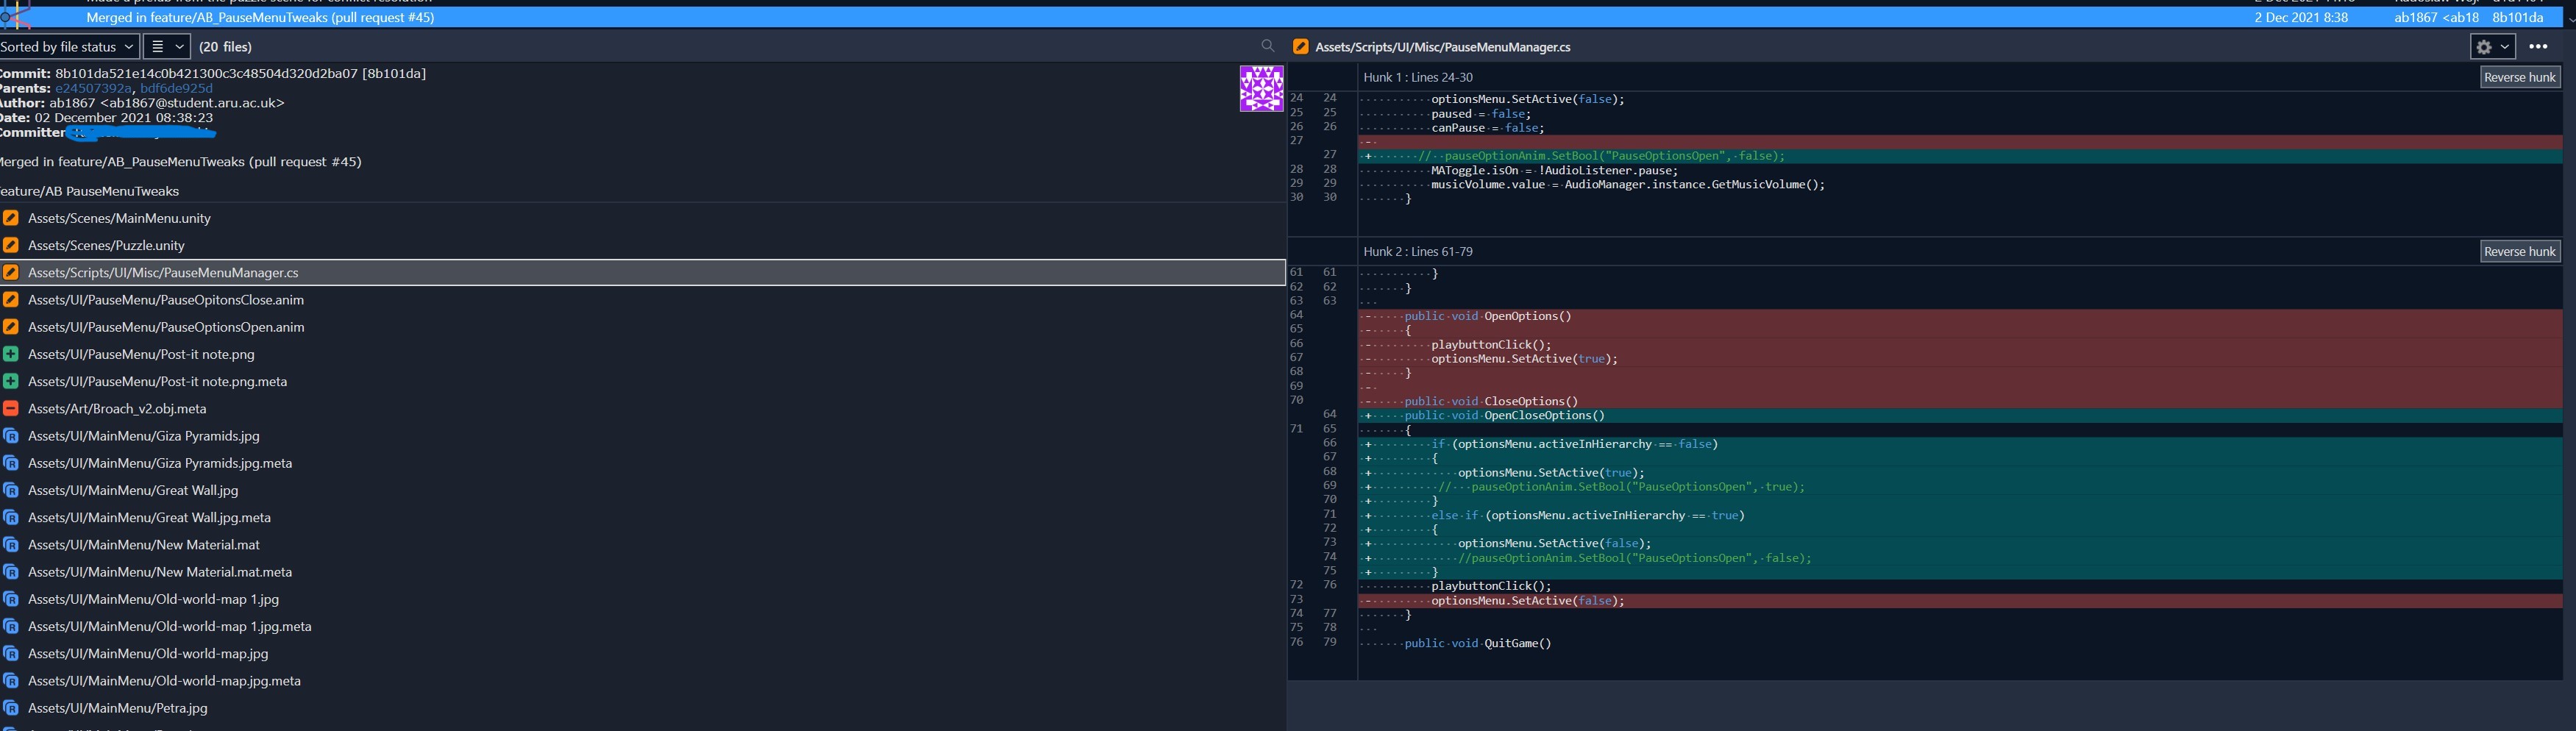 Merged in feature/AB_PauseMenuTweaks (pull request #45) 2 Dec 2021 8:38 ab1867 <ab18 8b101da
Sorted by file status (20 files)
ommit: 8b101da521e14c0b421300c3c48504d320d2ba07 [8b101da]
arents: e24507392a, bdf6de925d
uthor: ab1867 <ab1867@student.aru.ac.uk>
ate: 02 December 2021 08:38:23
ommitter
erged in feature/AB_PauseMenuTweaks (pull request #45)
eature/AB PauseMenuTweaks
Assets/Scenes/MainMenu.unity
Assets/Scenes/Puzzle.unity
Assets/Scripts/UI/Misc/PauseMenuManager.cs
Assets/UI/PauseMenu/PauseOpitonsClose.anim
Assets/UI/PauseMenu/PauseOptionsOpen.anim
Assets/UI/PauseMenu/Post-it note.png
Assets/UI/PauseMenu/Post-it note.png.meta
Assets/Art/Broach_v2.obj.meta
Assets/UI/MainMenu/Giza Pyramids.jpg
Assets/UI/MainMenu/Giza Pyramids.jpg.meta
Assets/UI/MainMenu/Great Wall.jpg
Assets/UI/MainMenu/Great Wall.jpg.meta
Assets/UI/MainMenu/New Material.mat
Assets/UI/MainMenu/New Material.mat.meta
Assets/UI/MainMenu/Old-world-map 1.jpg
Assets/UI/MainMenu/Old-world-map 1.jpg.meta
Assets/UI/MainMenu/Old-world-map.jpg
Assets/UI/MainMenu/Old-world-map.jpg.meta
Assets/UI/MainMenu/Petra.jpg
Assets/Scripts/UI/Misc/PauseMenuManager.cs
Hunk 1 : Lines 24-30 Reverse hunk
24 24 optionsMenu.SetActive(false);
25 25 paused = false;
26 26 canPause = false;
27 -
27 + // pauseOptionAnim.SetBool("PauseOptionsOpen", false);
28 28 MAToggle.isOn = !AudioListener.pause;
29 29 musicVolume.value = AudioManager.instance.GetMusicVolume();
30 30 }
Hunk 2 : Lines 61-79 Reverse hunk
61 61 }
62 62 }
63 63
64 - public void OpenOptions()
65 - {
66 - playbuttonClick();
67 - optionsMenu.SetActive(true);
68 - }
69 -
70 - public void CloseOptions()
64 + public void OpenCloseOptions()
71 65 {
66 + if (optionsMenu.activeInHierarchy == false)
67 + {
68 + optionsMenu.SetActive(true);
69 + // pauseOptionAnim.SetBool("PauseOptionsOpen", true);
70 + }
71 + else if (optionsMenu.activeInHierarchy == true)
72 + {
73 + optionsMenu.SetActive(false);
74 + //pauseOptionAnim.SetBool("PauseOptionsOpen", false);
75 + }
72 76 playbuttonClick();
73 - optionsMenu.SetActive(false);
74 77 }
75 78
76 79 public void QuitGame()